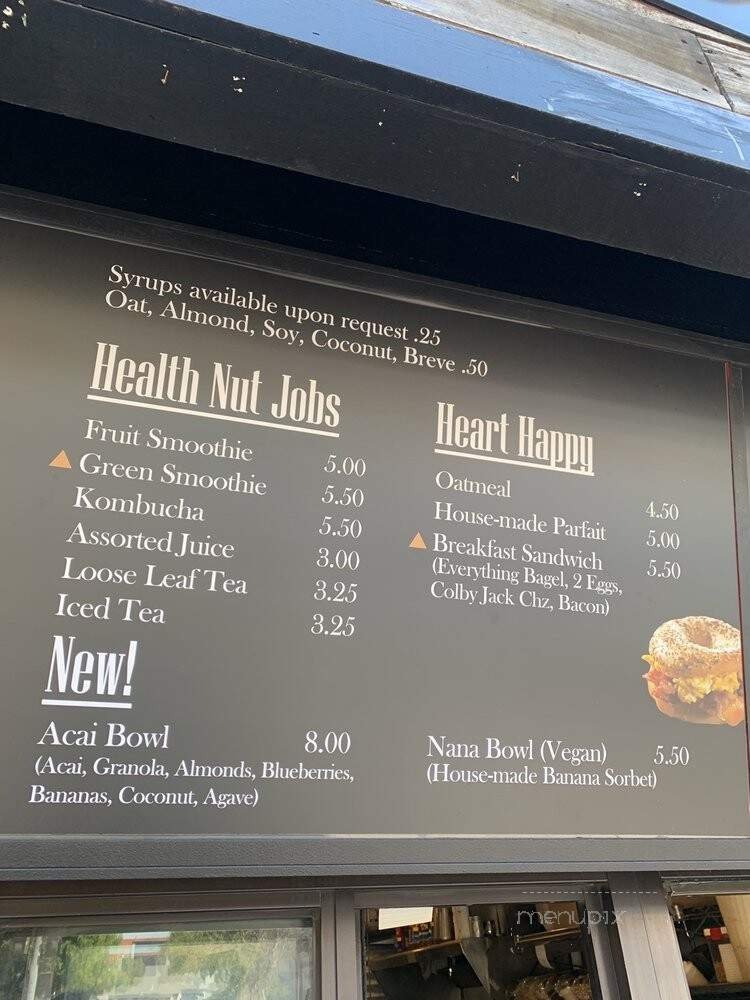 Syrups available upon request .25
Oat, Almond, Soy, Coconut, Breve .50
Health Nut Jobs
Fruit Smoothie 5.00
Green Smoothie 5.50
Kombucha 5.50
Assorted Juice 3.00
Loose Leaf Tea 3.25
Iced Tea 3.25
New!
Acai Bowl 8.00
(Acai, Granola, Almonds, Blueberries,
Bananas, Coconut, Agave)
Heart Happy
Oatmeal 4.50
House-made Parfait 5.00
Breakfast Sandwich 5.50
(Everything Bagel, 2 Eggs,
Colby Jack Chz, Bacon)
Nana Bowl (Vegan) 5.50
(House-made Banana Sorbet)
menupix